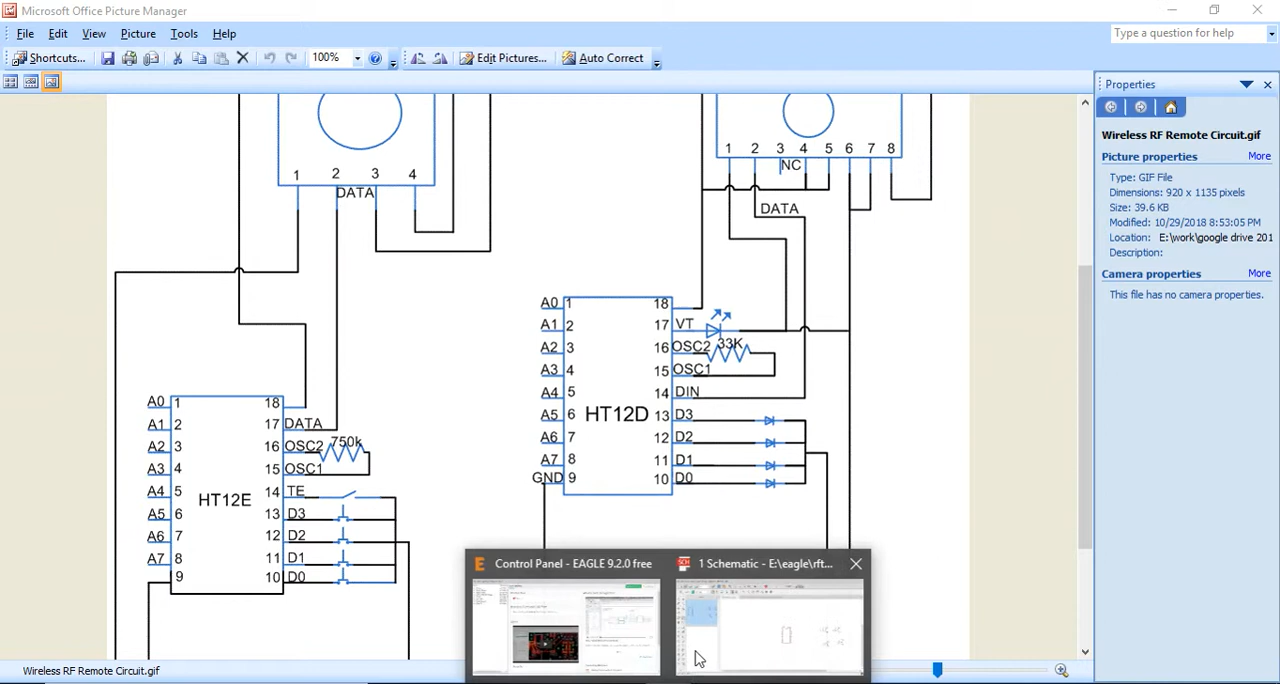 Microsoft Office Picture Manager
File Edit View Picture Tools Help
Type a question for help
Shortcuts...
100%
Edit Pictures...
Auto Correct
Properties
Wireless RF Remote Circuit.gif
Picture properties More
Type: GIF File
Dimensions: 920 x 1135 pixels
Size: 39.6 KB
Modified: 10/29/2018 8:53:05 PM
Location: E:\work\google drive 201
Description:
Camera properties More
This file has no camera properties.
1 2 3 4
DATA
1 2 3 4 5 6 7 8
NC
DATA
A0 1 18
A1 2 17 VT
A2 3 16 OSC2 33K
A3 4 15 OSC1
A4 5 14 DIN
A5 6 HT12D 13 D3
A6 7 12 D2
A7 8 11 D1
GND 9 10 D0
A0 1 18
A1 2 17 DATA
A2 3 16 OSC2 750k
A3 4 15 OSC1
A4 5 HT12E 14 TE
A5 6 13 D3
A6 7 12 D2
A7 8 11 D1
9 10 D0
Control Panel - EAGLE 9.2.0 free
SCH
1 Schematic - E:\eagle\rft...
Wireless RF Remote Circuit.gif